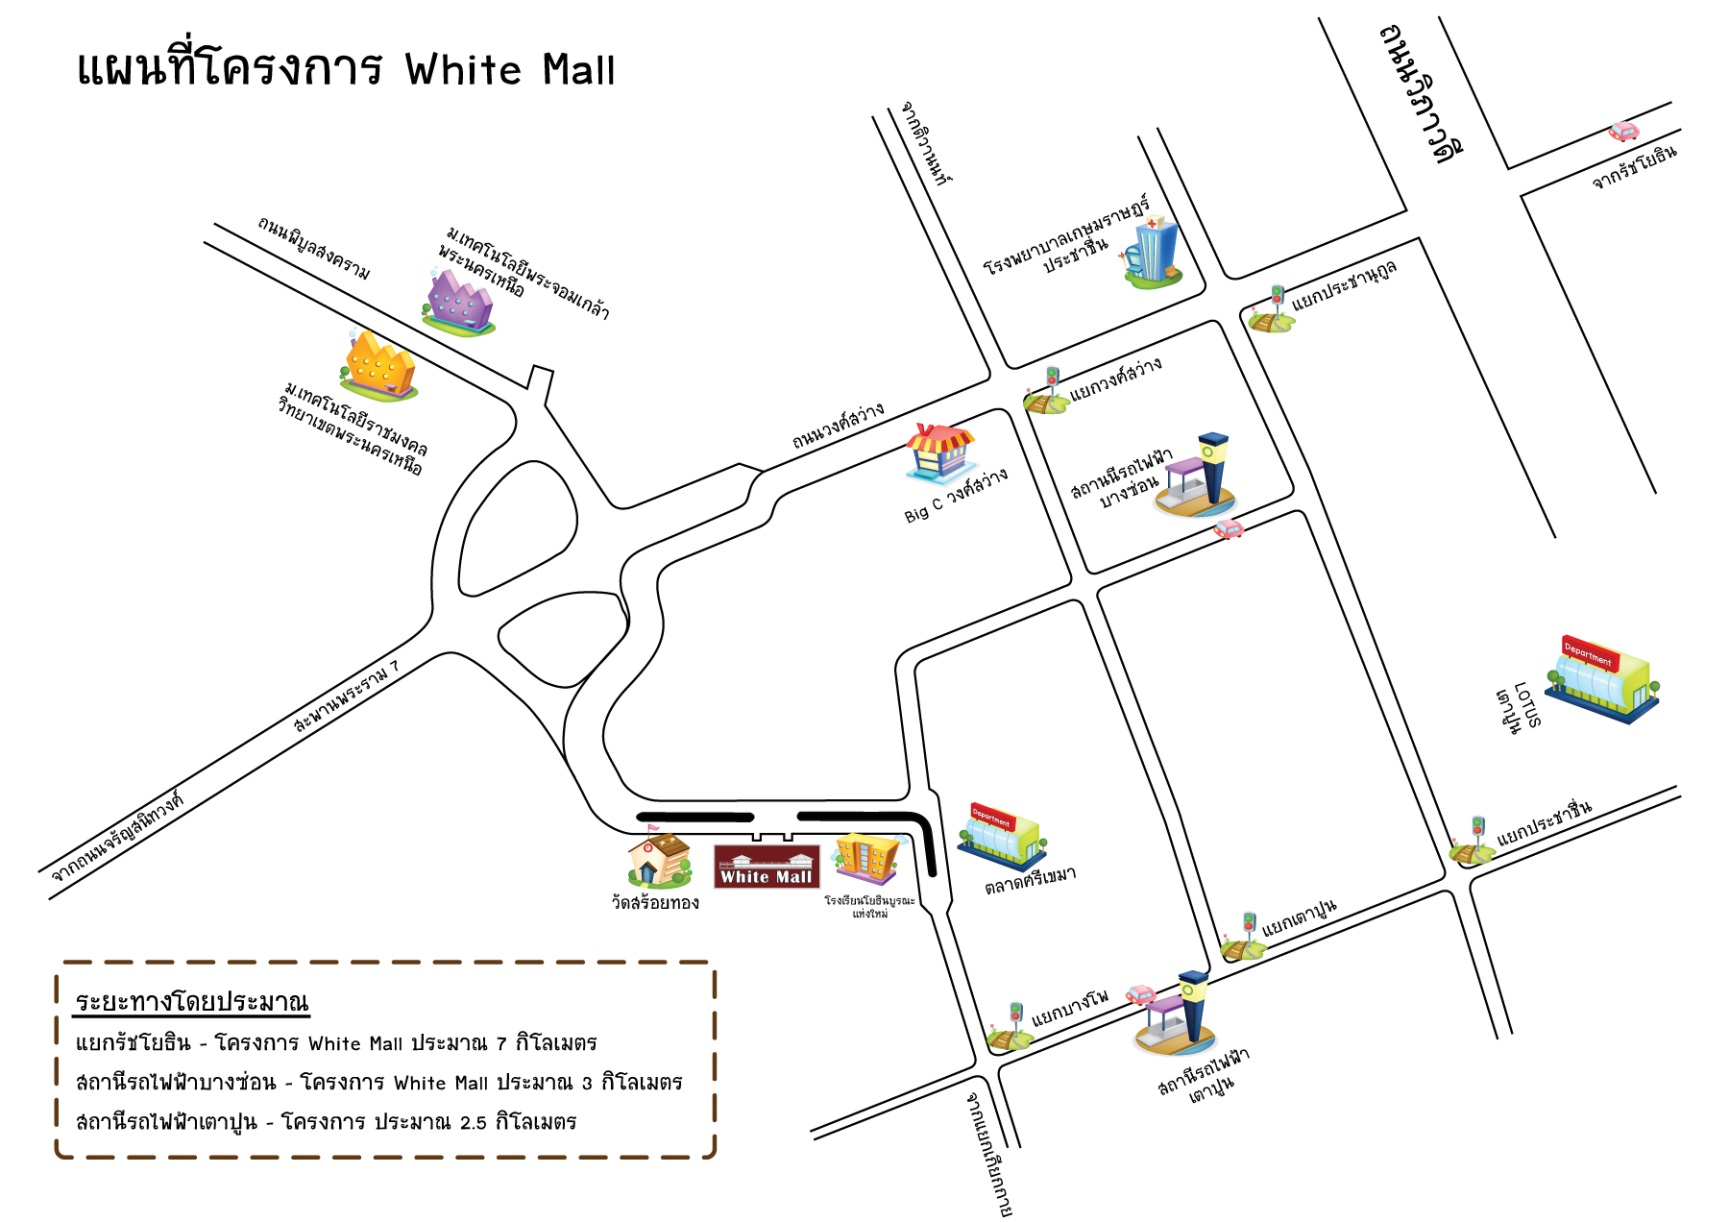 แผนที่โครงการ White Mall
ถนนวิภาวดี
จากรัชโยธิน
จากติวานนท์
โรงพยาบาลเกษมราษฏร์
ประชาชื่น
แยกประชานุกูล
ถนนพิบูลสงคราม
ม.เทคโนโลยีพระจอมเกล้า
พระนครเหนือ
ม.เทคโนโลยีราชมงคล
วิทยาเขตพระนครเหนือ
ถนนวงศ์สว่าง
แยกวงศ์สว่าง
Big C วงศ์สว่าง
สถานีรถไฟฟ้า
บางซ่อน
สะพานพระราม 7
จากถนนจรัญสนิทวงค์
Department
LOTUS
เตาปูน
แยกประชาชื่น
Department
ตลาดศรีเขมา
วัดสร้อยทอง
White Mall
โรงเรียนโยธินบูรณะ
แห่งใหม่
แยกเตาปูน
แยกบางโพ
สถานีรถไฟฟ้า
เตาปูน
จากแยกเกียกกาย
ระยะทางโดยประมาณ
แยกรัชโยธิน - โครงการ White Mall ประมาณ 7 กิโลเมตร
สถานีรถไฟฟ้าบางซ่อน - โครงการ White Mall ประมาณ 3 กิโลเมตร
สถานีรถไฟฟ้าเตาปูน - โครงการ ประมาณ 2.5 กิโลเมตร